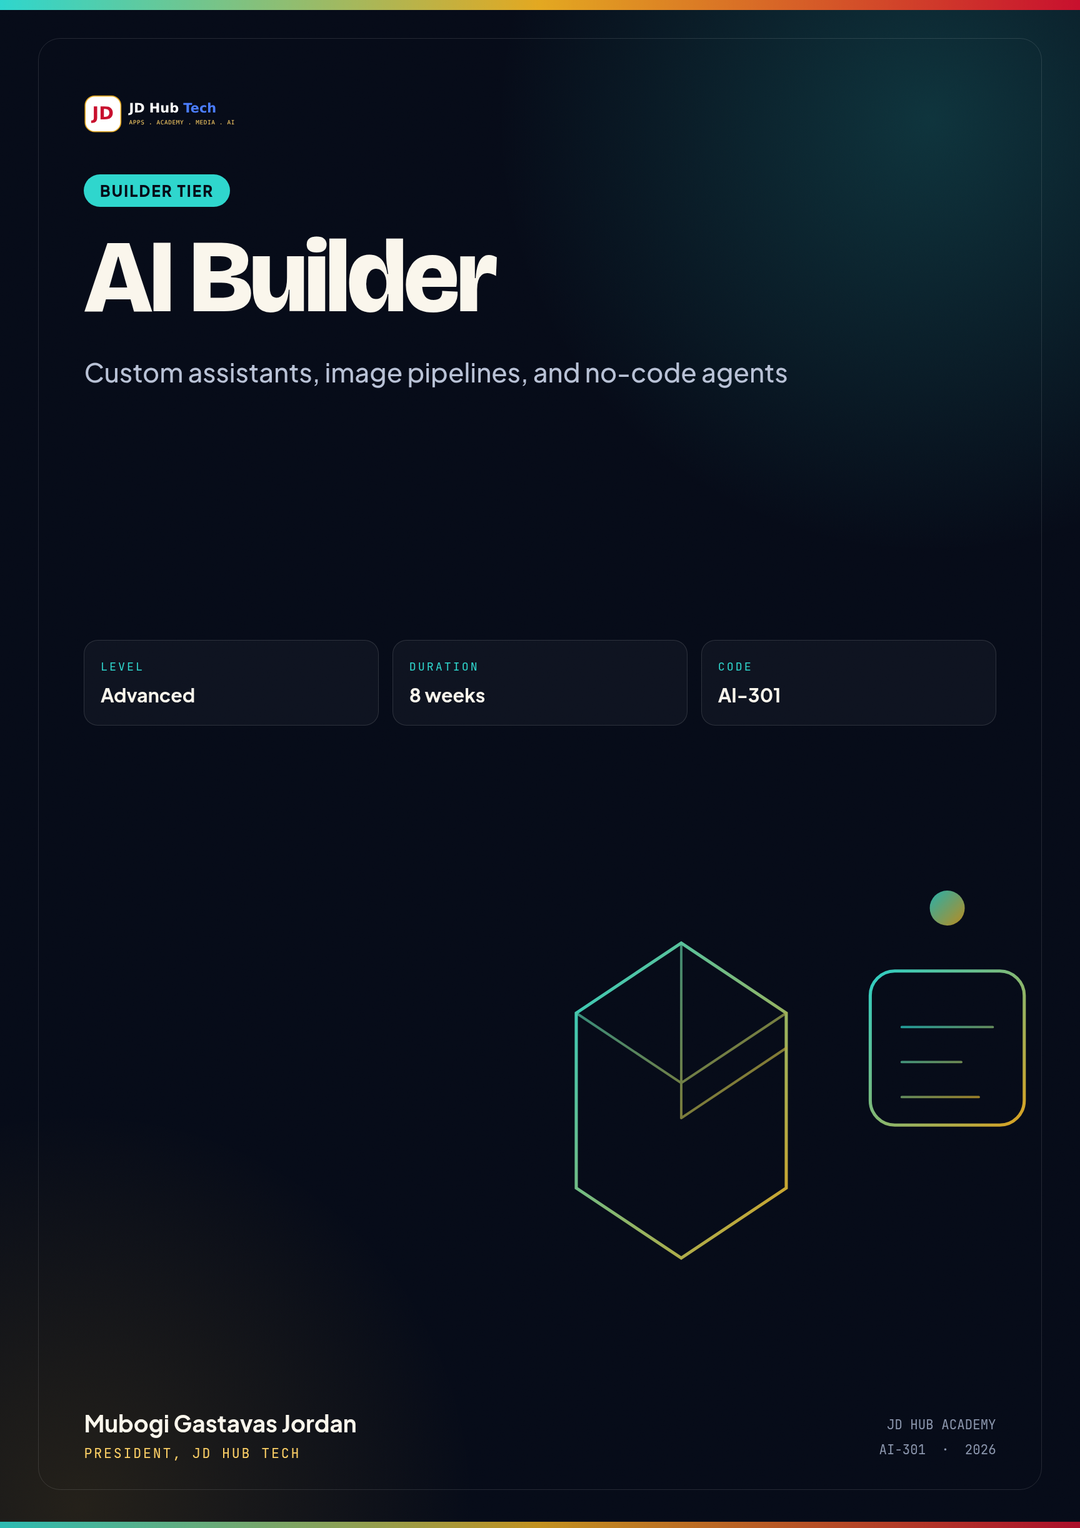 JD
JD Hub Tech
APPS . ACADEMY . MEDIA . AI
BUILDER TIER
AI Builder
Custom assistants, image pipelines, and no-code agents
LEVEL
Advanced
DURATION
8 weeks
CODE
AI-301
Mubogi Gastavas Jordan
PRESIDENT, JD HUB TECH
JD HUB ACADEMY
AI-301 · 2026